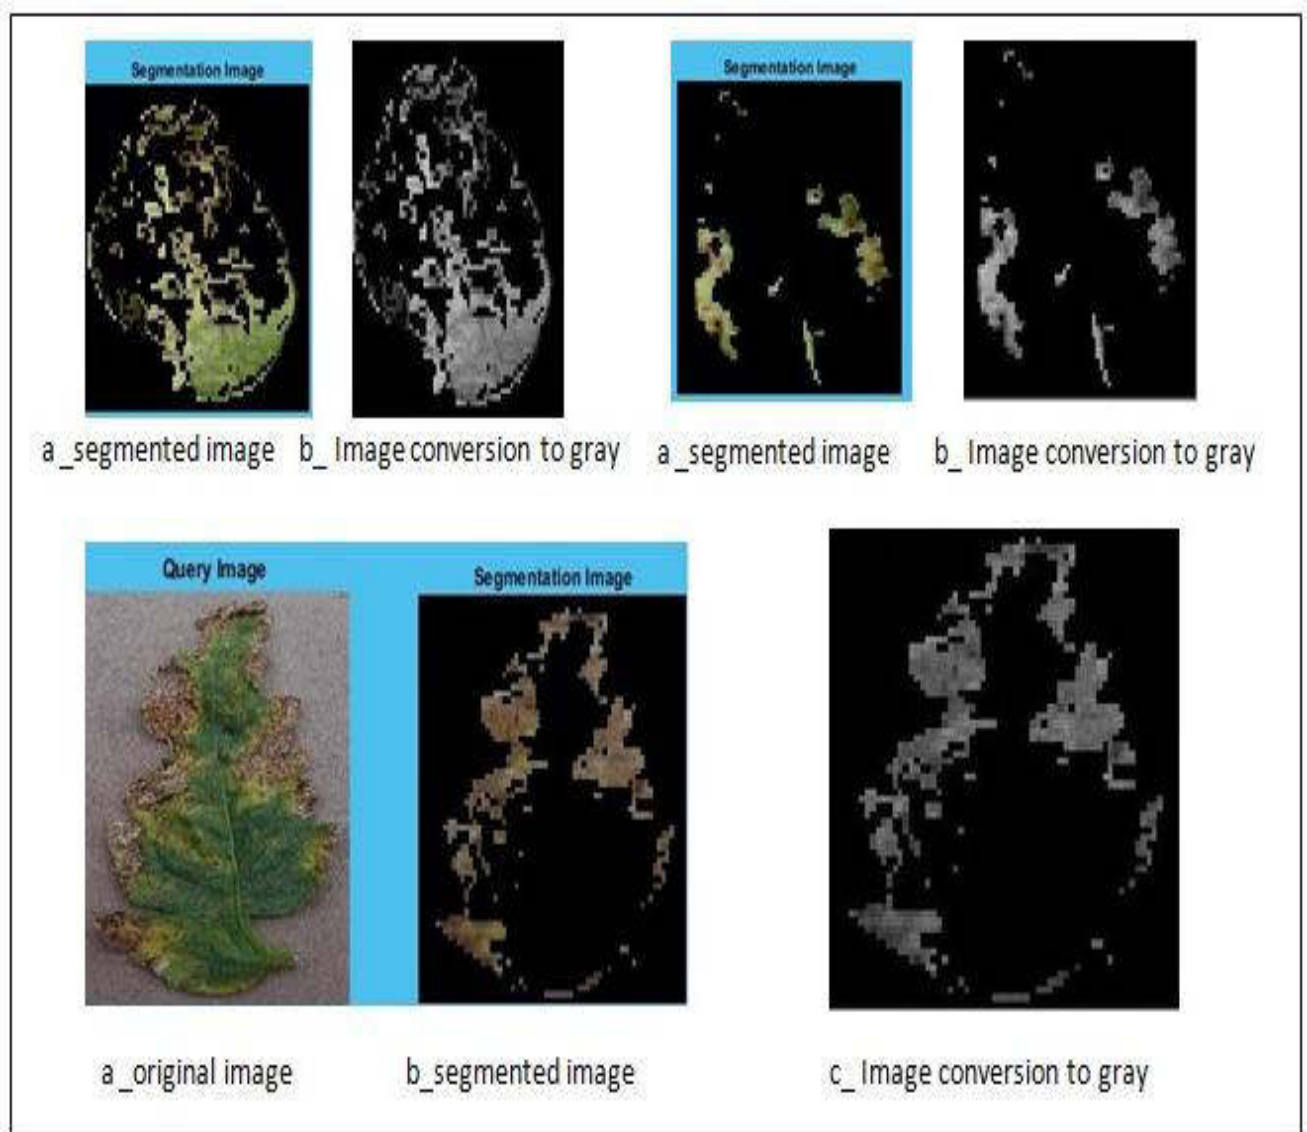 Segmentation Image
Segmentation Image
a _segmented image
b_ Image conversion to gray
a _segmented image
b_ Image conversion to gray
Query Image
Segmentation Image
a _original image
b_segmented image
c_ Image conversion to gray